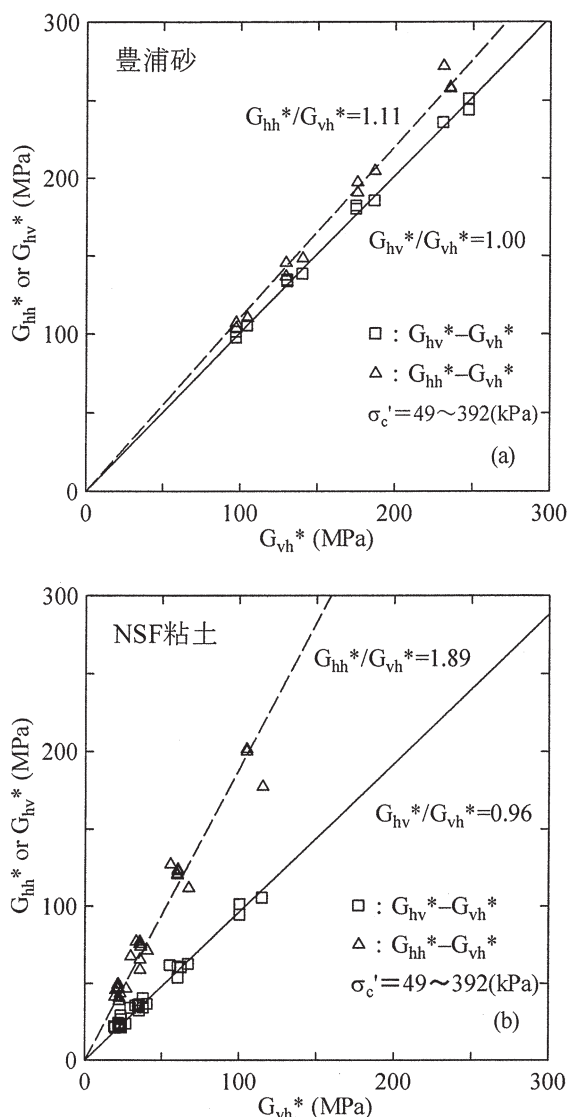 300
豊浦砂
G_hh*/G_vh*=1.11
200
G_hh* or G_hv* (MPa)
G_hv*/G_vh*=1.00
100
□ : G_hv*–G_vh*
△ : G_hh*–G_vh*
σ_c'=49～392(kPa)
(a)
0
0 100 200 300
G_vh* (MPa)
300
NSF粘土
G_hh*/G_vh*=1.89
200
G_hh* or G_hv* (MPa)
G_hv*/G_vh*=0.96
100
□ : G_hv*–G_vh*
△ : G_hh*–G_vh*
σ_c'=49～392(kPa)
(b)
0
0 100 200 300
G_vh* (MPa)